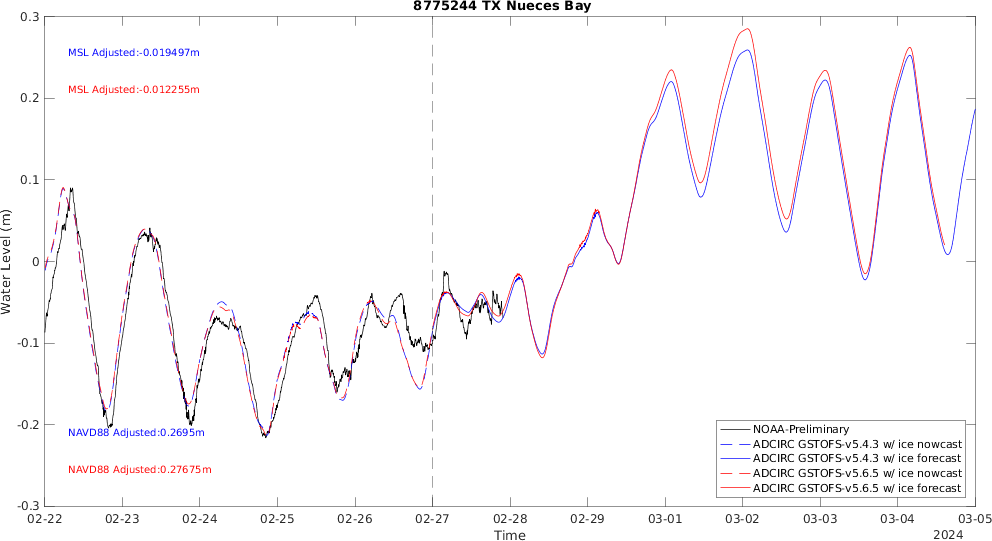 8775244 TX Nueces Bay
0.3
MSL Adjusted:-0.019497m
0.2
MSL Adjusted:-0.012255m
0.1
Water Level (m)
0
-0.1
-0.2
NAVD88 Adjusted:0.2695m
NAVD88 Adjusted:0.27675m
-0.3
NOAA-Preliminary
ADCIRC GSTOFS-v5.4.3 w/ ice nowcast
ADCIRC GSTOFS-v5.4.3 w/ ice forecast
ADCIRC GSTOFS-v5.6.5 w/ ice nowcast
ADCIRC GSTOFS-v5.6.5 w/ ice forecast
02-22 02-23 02-24 02-25 02-26 02-27 02-28 02-29 03-01 03-02 03-03 03-04 03-05
Time
2024